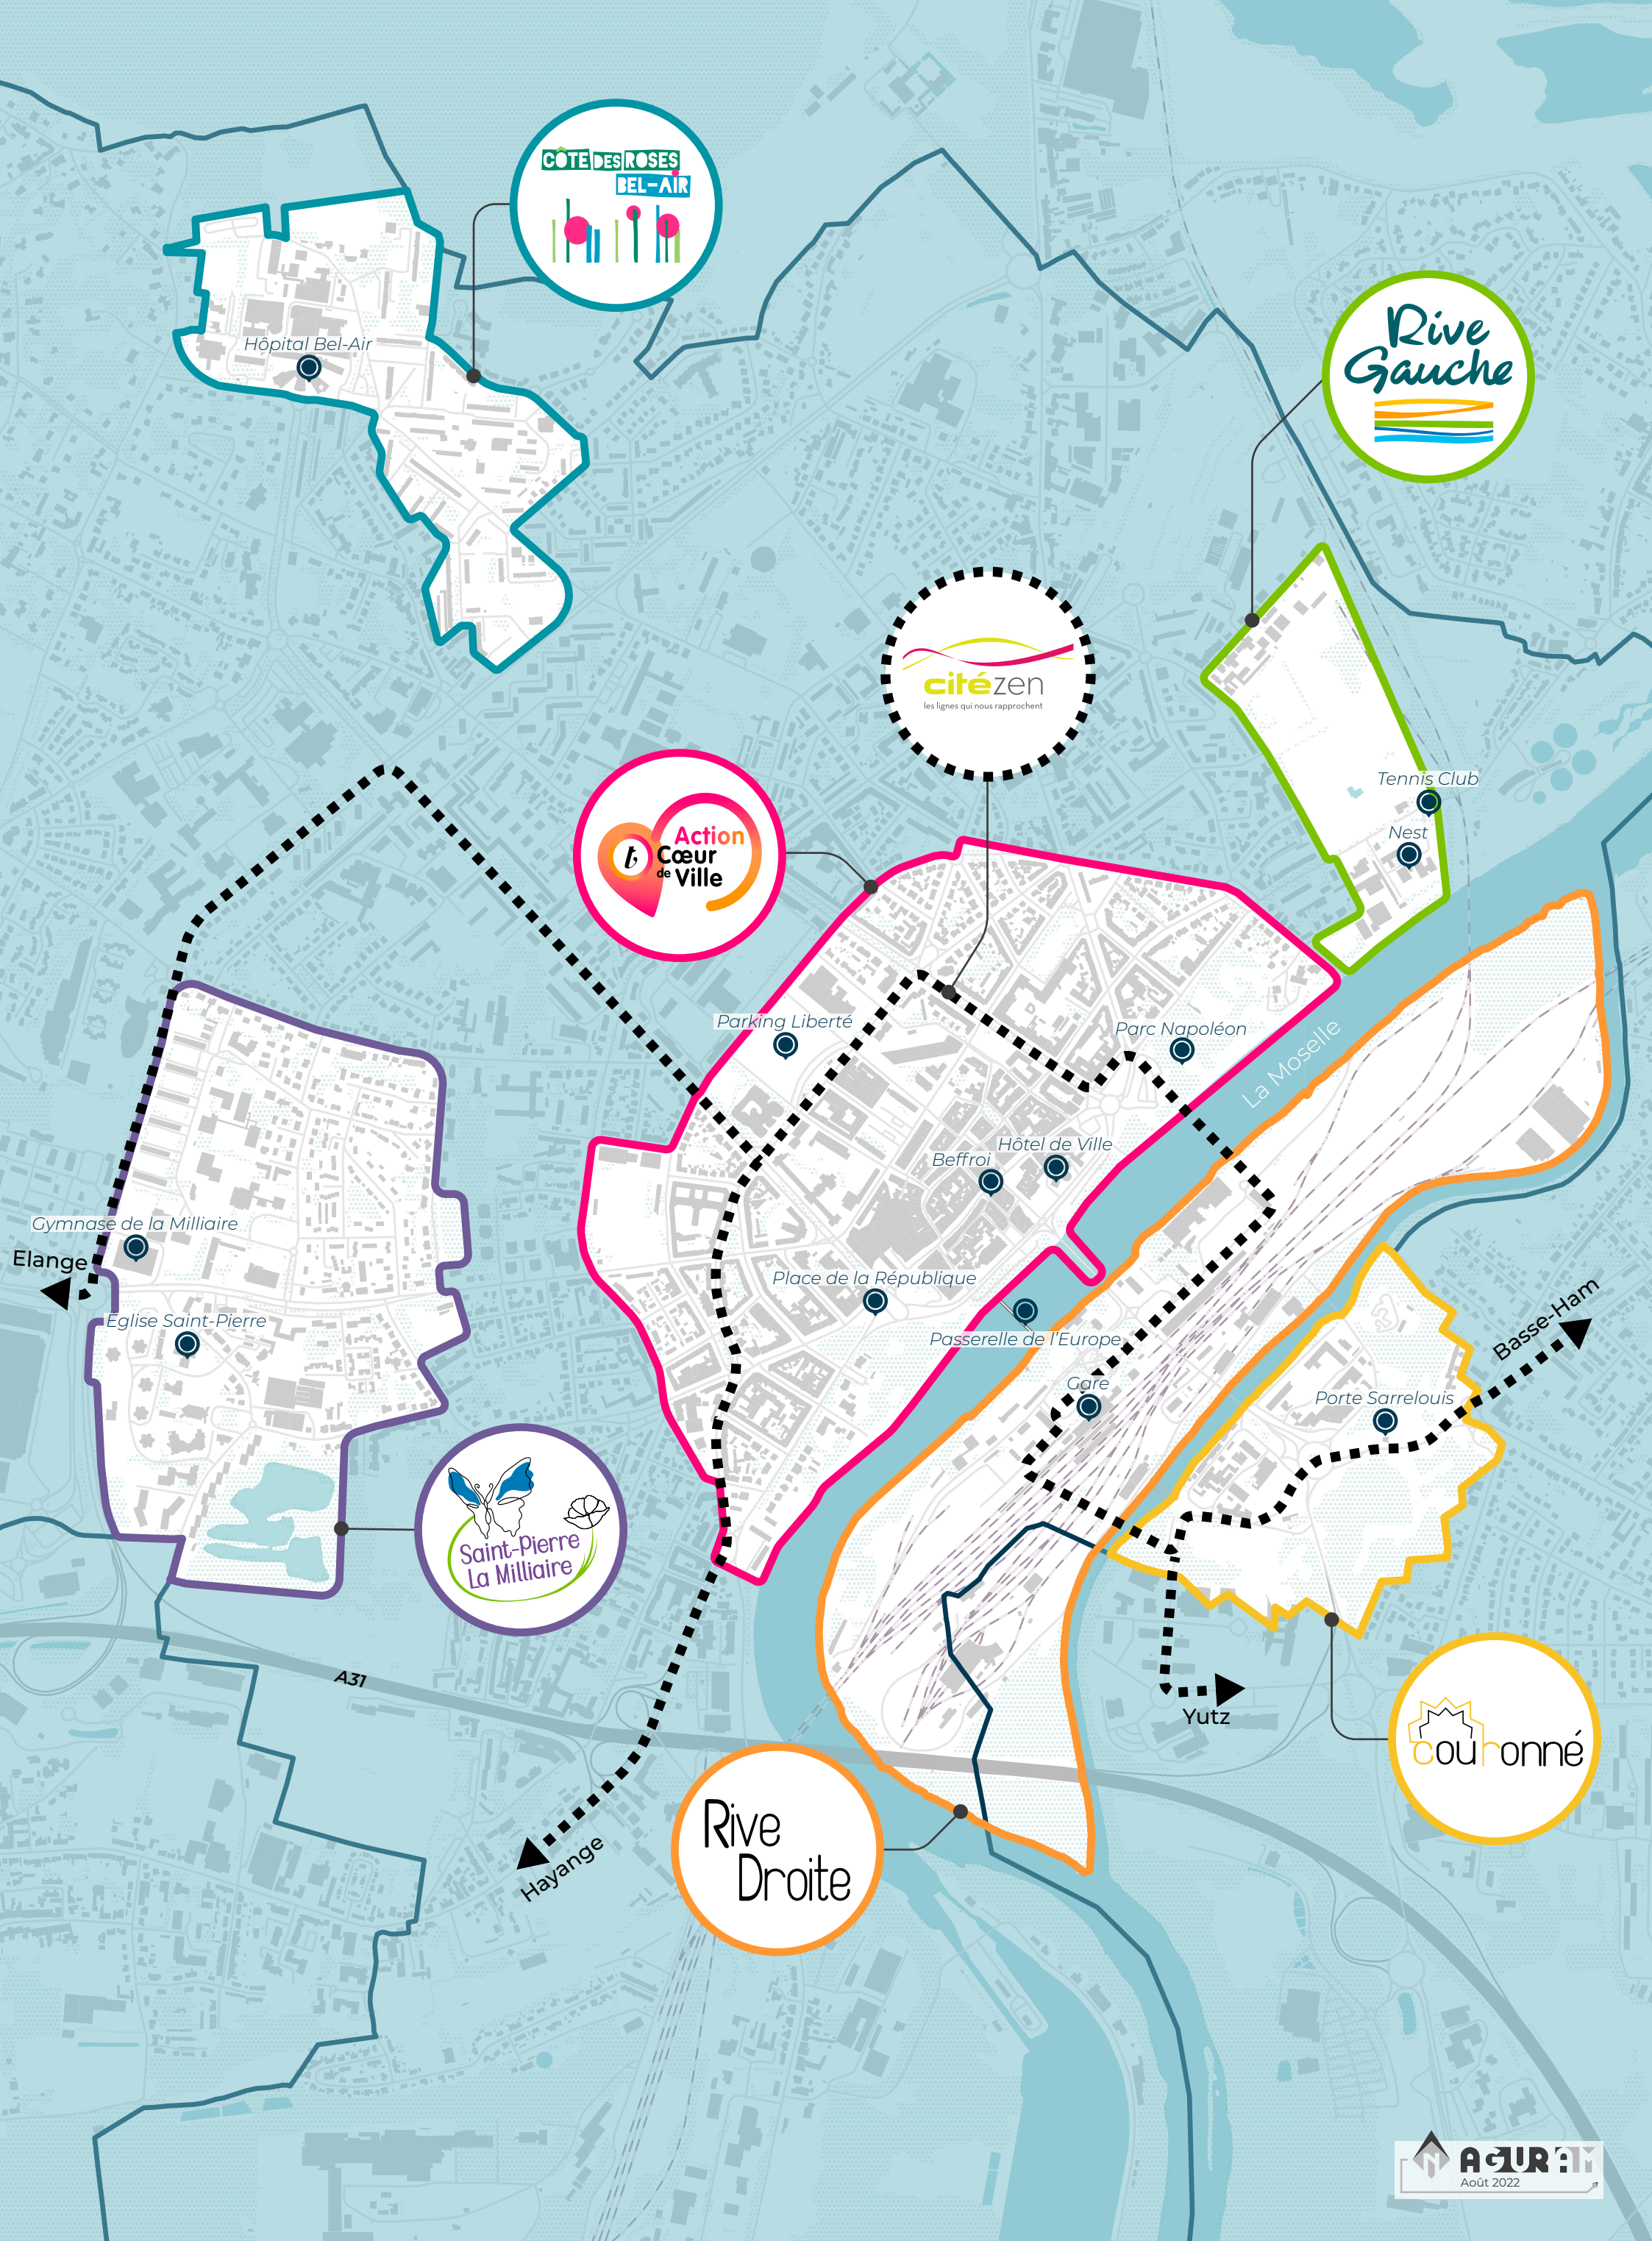 CÔTE DES ROSES
BEL-AIR
Hôpital Bel-Air
Rive
Gauche
citézen
les lignes qui nous rapprochent
Tennis Club
Nest
t
Action
Cœur
de Ville
Parking Liberté
Parc Napoléon
La Moselle
Hôtel de Ville
Beffroi
Gymnase de la Milliaire
Elange
Place de la République
Eglise Saint-Pierre
Passerelle de l'Europe
Basse-Ham
Gare
Porte Sarrelouis
Saint-Pierre
La Milliaire
A31
Yutz
couronné
Rive
Droite
Hayange
N
AGURAM
Août 2022